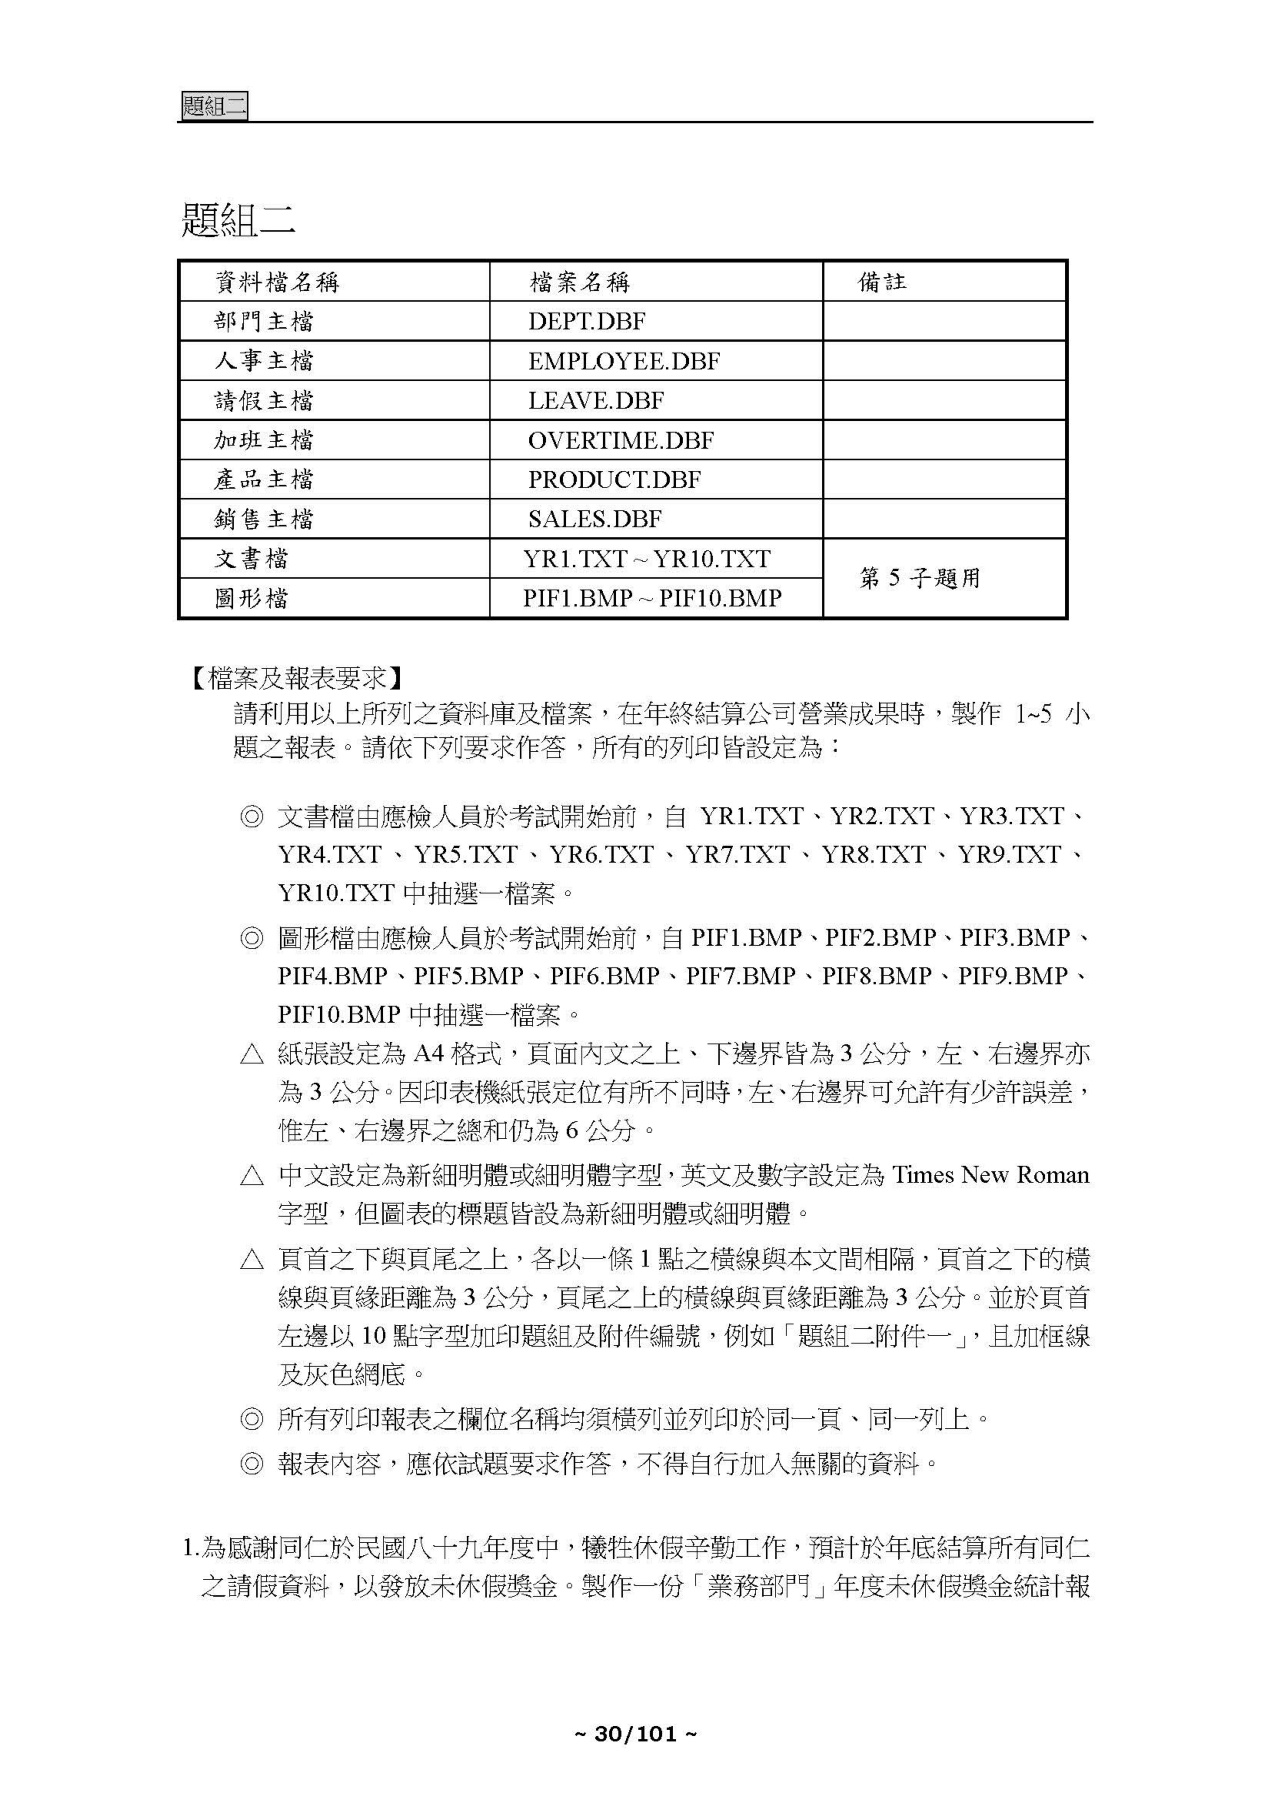 題組二
題組二
資料檔名稱 檔案名稱 備註
部門主檔 DEPT.DBF
人事主檔 EMPLOYEE.DBF
請假主檔 LEAVE.DBF
加班主檔 OVERTIME.DBF
產品主檔 PRODUCT.DBF
銷售主檔 SALES.DBF
文書檔 YR1.TXT ~ YR10.TXT 第 5 子題用
圖形檔 PIF1.BMP ~ PIF10.BMP
【檔案及報表要求】
請利用以上所列之資料庫及檔案，在年終結算公司營業成果時，製作 1~5 小
題之報表。請依下列要求作答，所有的列印皆設定為：
◎ 文書檔由應檢人員於考試開始前，自 YR1.TXT、YR2.TXT、YR3.TXT、
YR4.TXT、YR5.TXT、YR6.TXT、YR7.TXT、YR8.TXT、YR9.TXT、
YR10.TXT 中抽選一檔案。
◎ 圖形檔由應檢人員於考試開始前，自 PIF1.BMP、PIF2.BMP、PIF3.BMP、
PIF4.BMP、PIF5.BMP、PIF6.BMP、PIF7.BMP、PIF8.BMP、PIF9.BMP、
PIF10.BMP 中抽選一檔案。
△ 紙張設定為 A4 格式，頁面內文之上、下邊界皆為 3 公分，左、右邊界亦
為 3 公分。因印表機紙張定位有所不同時，左、右邊界可允許有少許誤差，
惟左、右邊界之總和仍為 6 公分。
△ 中文設定為新細明體或細明體字型，英文及數字設定為 Times New Roman
字型，但圖表的標題皆設為新細明體或細明體。
△ 頁首之下與頁尾之上，各以一條 1 點之橫線與本文間相隔，頁首之下的橫
線與頁緣距離為 3 公分，頁尾之上的橫線與頁緣距離為 3 公分。並於頁首
左邊以 10 點字型加印題組及附件編號，例如「題組二附件一」，且加框線
及灰色網底。
◎ 所有列印報表之欄位名稱均須橫列並列印於同一頁、同一列上。
◎ 報表內容，應依試題要求作答，不得自行加入無關的資料。
1.為感謝同仁於民國八十九年度中，犧牲休假辛勤工作，預計於年底結算所有同仁
之請假資料，以發放未休假獎金。製作一份「業務部門」年度未休假獎金統計報
~ 30/101 ~